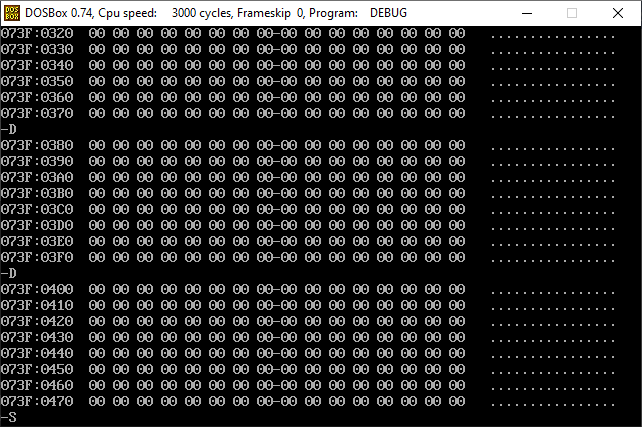 DOS BOX DOSBox 0.74, Cpu speed: 3000 cycles, Frameskip 0, Program: DEBUG
073F:0320 00 00 00 00 00 00 00 00-00 00 00 00 00 00 00 00 ................
073F:0330 00 00 00 00 00 00 00 00-00 00 00 00 00 00 00 00 ................
073F:0340 00 00 00 00 00 00 00 00-00 00 00 00 00 00 00 00 ................
073F:0350 00 00 00 00 00 00 00 00-00 00 00 00 00 00 00 00 ................
073F:0360 00 00 00 00 00 00 00 00-00 00 00 00 00 00 00 00 ................
073F:0370 00 00 00 00 00 00 00 00-00 00 00 00 00 00 00 00 ................
-D
073F:0380 00 00 00 00 00 00 00 00-00 00 00 00 00 00 00 00 ................
073F:0390 00 00 00 00 00 00 00 00-00 00 00 00 00 00 00 00 ................
073F:03A0 00 00 00 00 00 00 00 00-00 00 00 00 00 00 00 00 ................
073F:03B0 00 00 00 00 00 00 00 00-00 00 00 00 00 00 00 00 ................
073F:03C0 00 00 00 00 00 00 00 00-00 00 00 00 00 00 00 00 ................
073F:03D0 00 00 00 00 00 00 00 00-00 00 00 00 00 00 00 00 ................
073F:03E0 00 00 00 00 00 00 00 00-00 00 00 00 00 00 00 00 ................
073F:03F0 00 00 00 00 00 00 00 00-00 00 00 00 00 00 00 00 ................
-D
073F:0400 00 00 00 00 00 00 00 00-00 00 00 00 00 00 00 00 ................
073F:0410 00 00 00 00 00 00 00 00-00 00 00 00 00 00 00 00 ................
073F:0420 00 00 00 00 00 00 00 00-00 00 00 00 00 00 00 00 ................
073F:0430 00 00 00 00 00 00 00 00-00 00 00 00 00 00 00 00 ................
073F:0440 00 00 00 00 00 00 00 00-00 00 00 00 00 00 00 00 ................
073F:0450 00 00 00 00 00 00 00 00-00 00 00 00 00 00 00 00 ................
073F:0460 00 00 00 00 00 00 00 00-00 00 00 00 00 00 00 00 ................
073F:0470 00 00 00 00 00 00 00 00-00 00 00 00 00 00 00 00 ................
-S